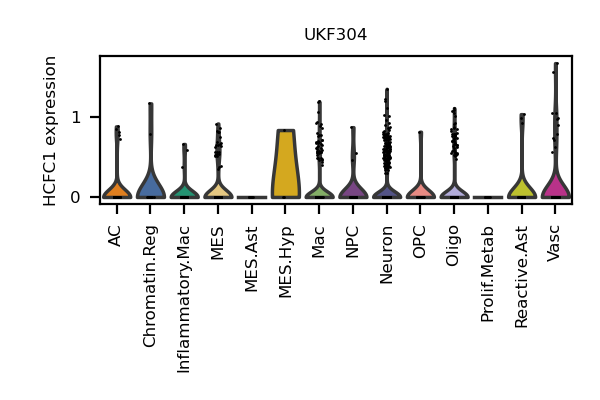 UKF304
HCFC1 expression
1
0
AC
Chromatin.Reg
Inflammatory.Mac
MES
MES.Ast
MES.Hyp
Mac
NPC
Neuron
OPC
Oligo
Prolif.Metab
Reactive.Ast
Vasc